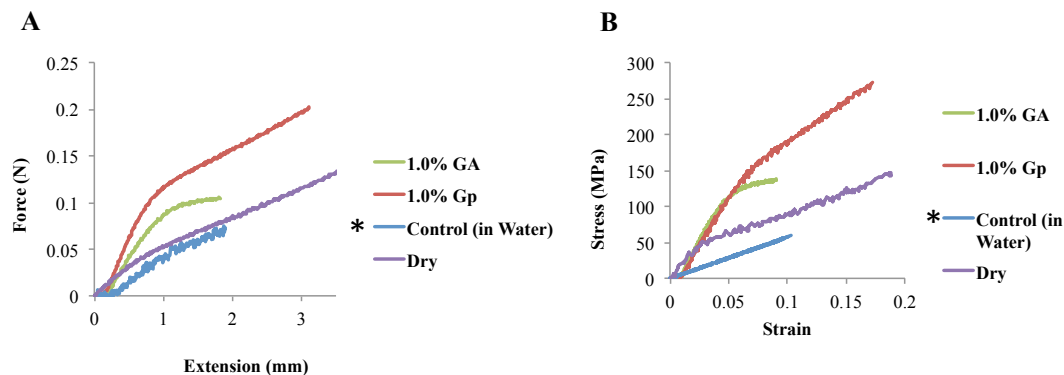 A
Force (N)
0.25
0.2
0.15
0.1
0.05
0
0
1
2
3
Extension (mm)
1.0% GA
1.0% Gp
* Control (in Water)
Dry
B
Stress (MPa)
300
250
200
150
100
50
0
0
0.05
0.1
0.15
0.2
Strain
1.0% GA
1.0% Gp
* Control (in
Water)
Dry